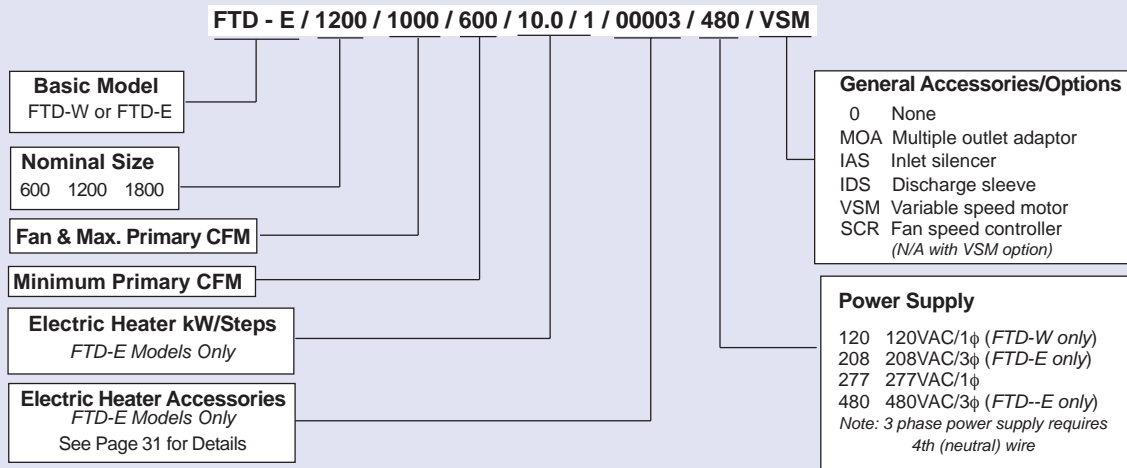 FTD - E / 1200 / 1000 / 600 / 10.0 / 1 / 00003 / 480 / VSM
Basic Model
FTD-W or FTD-E
Nominal Size
600 1200 1800
Fan & Max. Primary CFM
Minimum Primary CFM
Electric Heater kW/Steps
FTD-E Models Only
Electric Heater Accessories
FTD-E Models Only
See Page 31 for Details
General Accessories/Options
0 None
MOA Multiple outlet adaptor
IAS Inlet silencer
IDS Discharge sleeve
VSM Variable speed motor
SCR Fan speed controller
(N/A with VSM option)
Power Supply
120 120VAC/1ϕ (FTD-W only)
208 208VAC/3ϕ (FTD-E only)
277 277VAC/1ϕ
480 480VAC/3ϕ (FTD--E only)
Note: 3 phase power supply requires
4th (neutral) wire